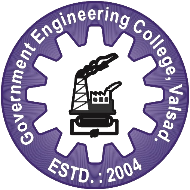 Government Engineering College, Valsad.
ESTD. : 2004